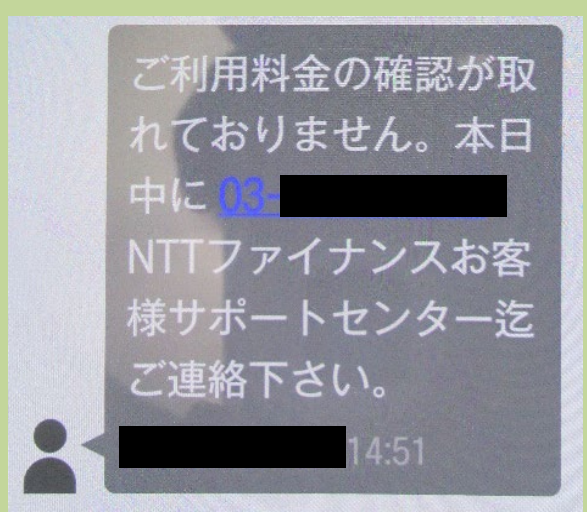 ご利用料金の確認が取
れておりません。本日
中に 03-
NTTファイナンスお客
様サポートセンター迄
ご連絡下さい。
14:51